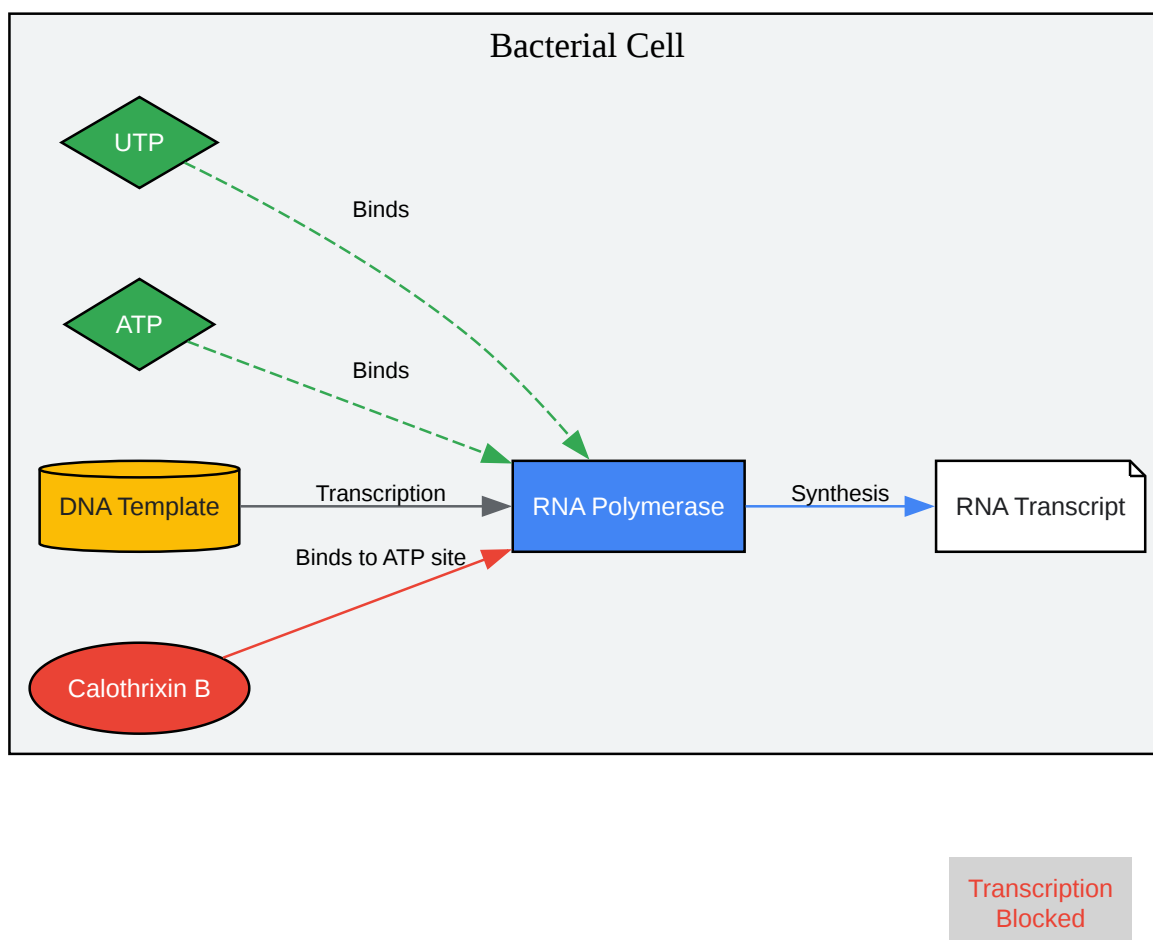 Bacterial Cell
UTP
Binds
ATP
Binds
DNA Template
Transcription
RNA Polymerase
Synthesis
RNA Transcript
Binds to ATP site
Calothrixin B
Transcription
Blocked